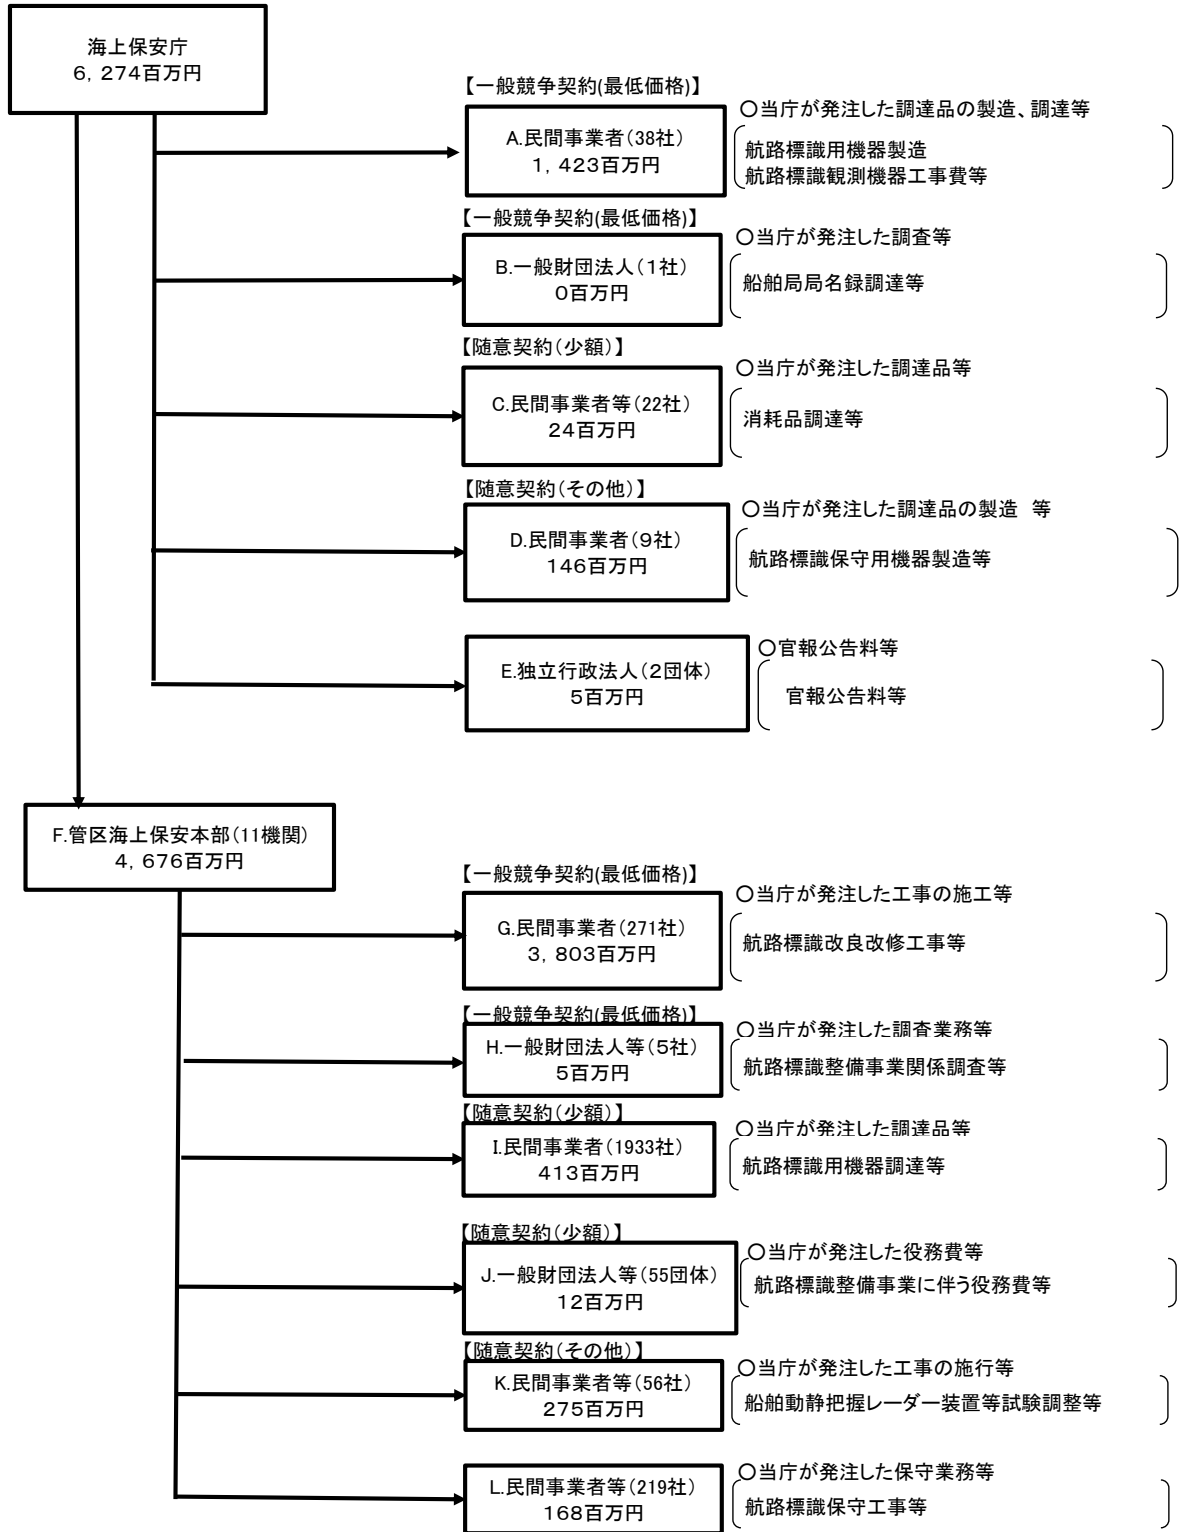 海上保安庁
６，２７４百万円
【一般競争契約(最低価格)】
A.民間事業者（38社）
１，４２３百万円
○当庁が発注した調達品の製造、調達等
航路標識用機器製造
航路標識観測機器工事費等
【一般競争契約(最低価格)】
B.一般財団法人（１社）
０百万円
○当庁が発注した調査等
船舶局局名録調達等
【随意契約（少額）】
C.民間事業者等（22社）
２４百万円
○当庁が発注した調達品等
消耗品調達等
【随意契約（その他）】
D.民間事業者（９社）
１４６百万円
○当庁が発注した調達品の製造　等
航路標識保守用機器製造等
E.独立行政法人（２団体）
５百万円
○官報公告料等
官報公告料等
F.管区海上保安本部（11機関）
４，６７６百万円
【一般競争契約(最低価格)】
G.民間事業者（271社）
３，８０３百万円
○当庁が発注した工事の施工等
航路標識改良改修工事等
【一般競争契約(最低価格)】
H.一般財団法人等（５社）
５百万円
○当庁が発注した調査業務等
航路標識整備事業関係調査等
【随意契約（少額）】
I.民間事業者（1933社）
４１３百万円
○当庁が発注した調達品等
航路標識用機器調達等
【随意契約（少額）】
J.一般財団法人等（55団体）
１２百万円
○当庁が発注した役務費等
航路標識整備事業に伴う役務費等
【随意契約（その他）】
K.民間事業者等（56社）
２７５百万円
○当庁が発注した工事の施行等
船舶動静把握レーダー装置等試験調整等
L.民間事業者等（219社）
１６８百万円
○当庁が発注した保守業務等
航路標識保守工事等